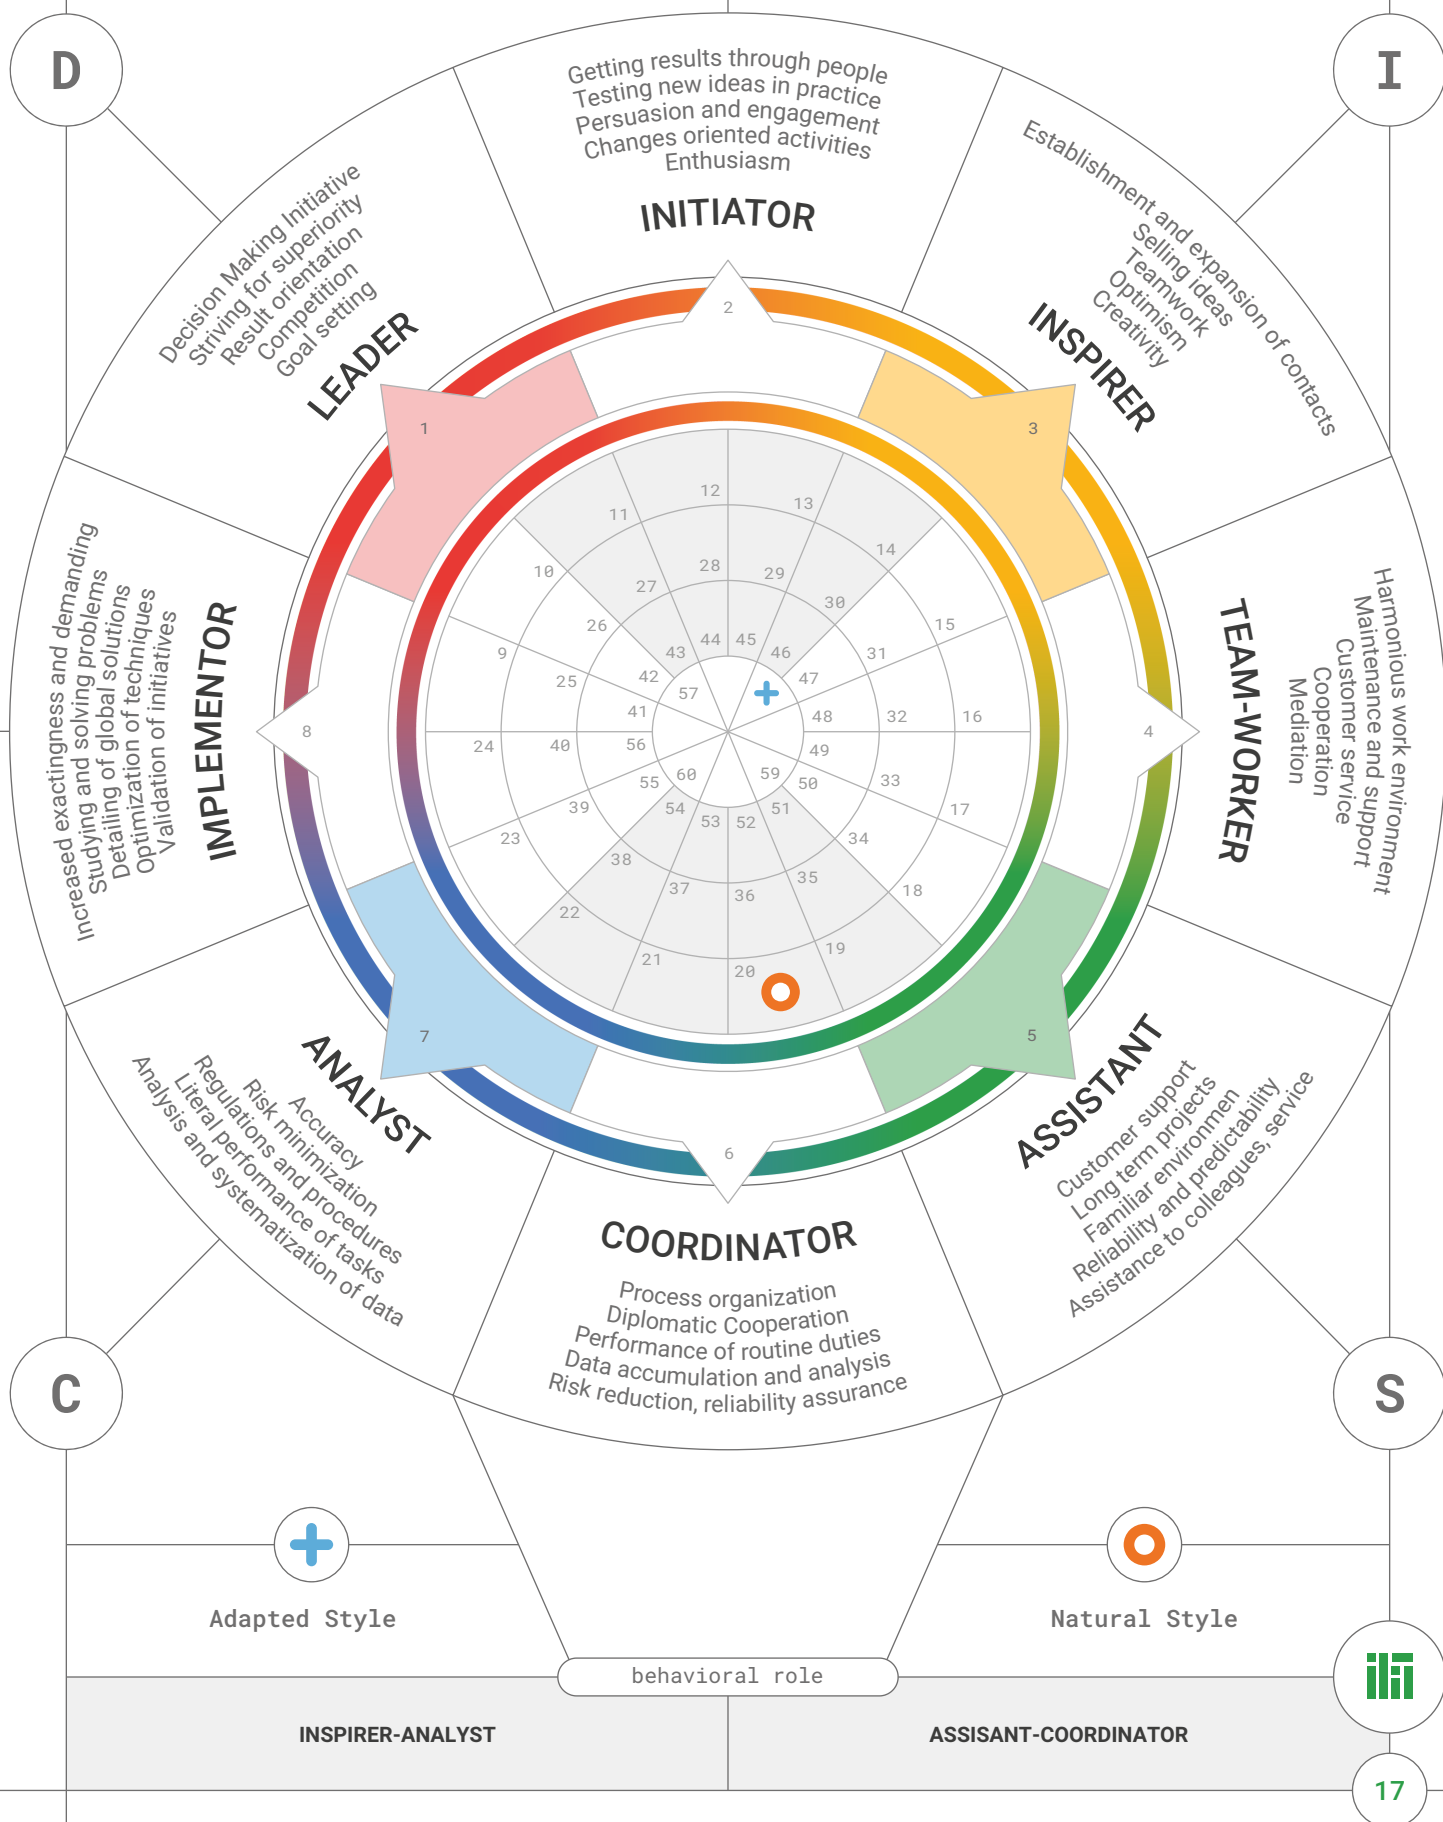 D
I
Getting results through people
Testing new ideas in practice
Persuasion and engagement
Changes oriented activities
Enthusiasm
INITIATOR
Decision Making Initiative
Striving for superiority
Result orientation
Competition
Goal setting
LEADER
Establishment and expansion of contacts
Selling ideas
Teamwork
Optimism
Creativity
INSPIRER
Increased exactingness and demanding
Studying and solving problems
Detailing of global solutions
Optimization of techniques
Validation of initiatives
IMPLEMENTOR
Harmonious work environment
Maintenance and support
Customer service
Cooperation
Mediation
TEAM-WORKER
2
1
3
8
4
7
5
6
12
13
11
14
10
28
29
27
30
26
15
9
44
45
43
46
31
42
47
25
57
41
48
32
16
24
40
56
49
60
59
55
50
33
39
54
53
52
51
17
23
38
34
37
36
35
18
22
21
20
19
ANALYST
Accuracy
Risk minimization
Regulations and procedures
Literal performance of tasks
Analysis and systematization of data
ASSISTANT
Customer support
Long term projects
Familiar environmen
Reliability and predictability
Assistance to colleagues, service
COORDINATOR
Process organization
Diplomatic Cooperation
Performance of routine duties
Data accumulation and analysis
Risk reduction, reliability assurance
C
S
Adapted Style
Natural Style
behavioral role
INSPIRER-ANALYST
ASSISANT-COORDINATOR
17